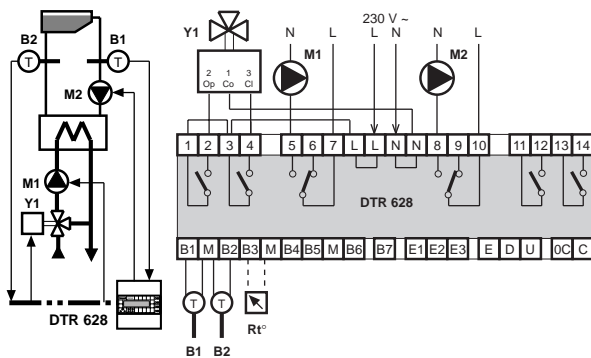 B2 B1
T T
M2
M1
Y1
DTR 628
Y1 N L 230 V ~ L N N L
M1 M2
2 1 3
Op Co Cl
1 2 3 4 5 6 7 L L N N 8 9 10 11 12 13 14
DTR 628
B1 M B2 B3 M B4 B5 M B6 B7 E1 E2 E3 E D U 0C C
T T
Rt°
B1 B2